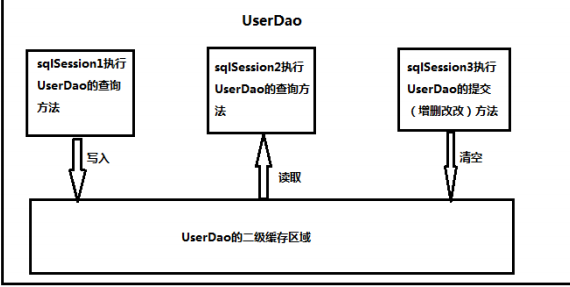 UserDao
sqlSession1执行
UserDao的查询
方法
sqlSession2执行
UserDao的查询方
法
sqlSession3执行
UserDao的提交
（增删改改）方法
写入
读取
清空
UserDao的二级缓存区域